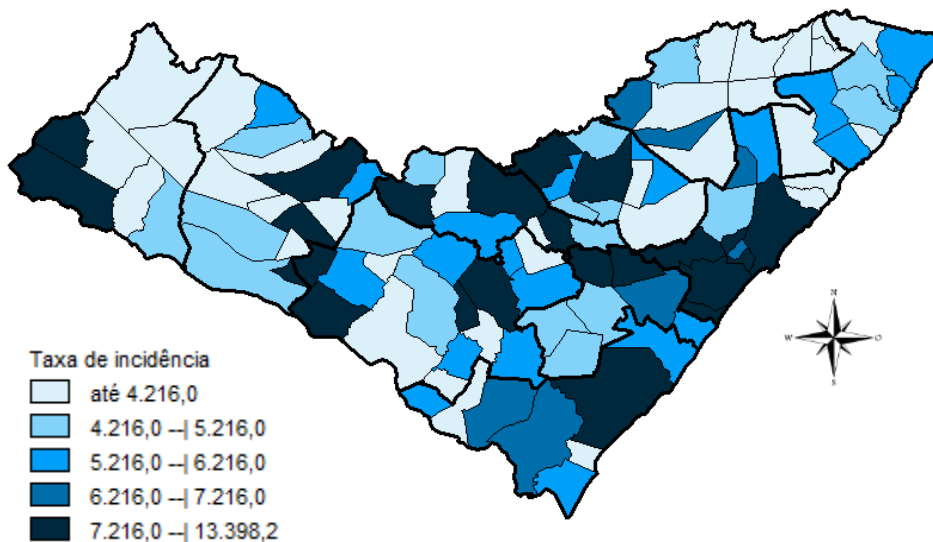 N
W
O
S
Taxa de incidência
até 4.216,0
4.216,0 --| 5.216,0
5.216,0 --| 6.216,0
6.216,0 --| 7.216,0
7.216,0 --| 13.398,2